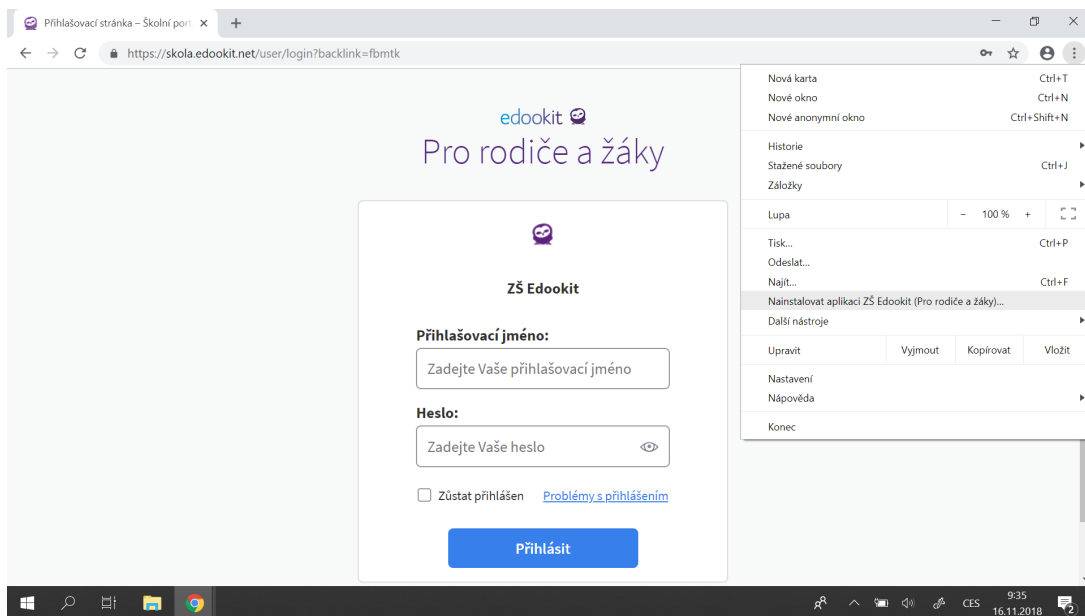 Přihlašovací stránka – Školní port
https://skola.edookit.net/user/login?backlink=fbmtk
edookit
Pro rodiče a žáky
ZŠ Edookit
Přihlašovací jméno:
Zadejte Vaše přihlašovací jméno
Heslo:
Zadejte Vaše heslo
Zůstat přihlášen Problémy s přihlášením
Přihlásit
Nová karta Ctrl+T
Nové okno Ctrl+N
Nové anonymní okno Ctrl+Shift+N
Historie
Stažené soubory Ctrl+J
Záložky
Lupa - 100 % +
Tisk... Ctrl+P
Odeslat...
Najít... Ctrl+F
Nainstalovat aplikaci ZŠ Edookit (Pro rodiče a žáky)...
Další nástroje
Upravit Vyjmout Kopírovat Vložit
Nastavení
Nápověda
Konec
CES
9:35
16.11.2018
2